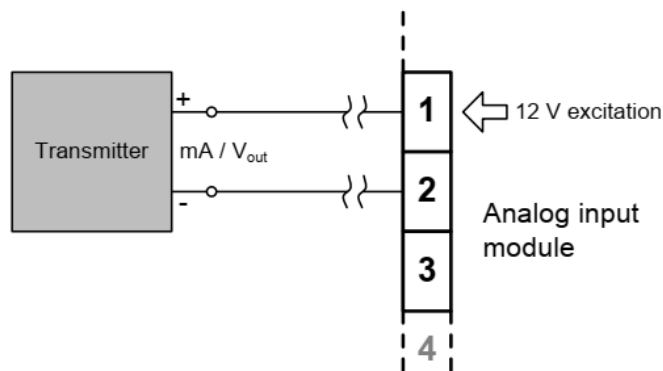 +
1
12 V excitation
Transmitter
mA / Vout
-
2
Analog input
module
3
4